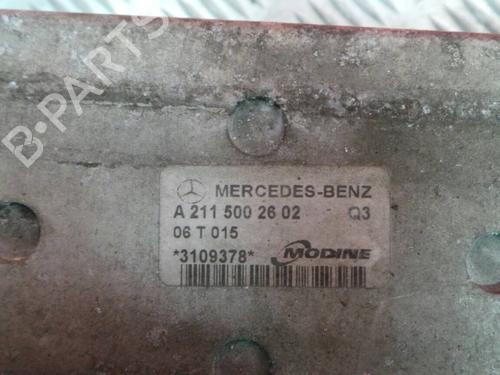 B-PARTS
MERCEDES-BENZ
A 211 500 26 02 Q3
06 T 015
*3109378* MODINE